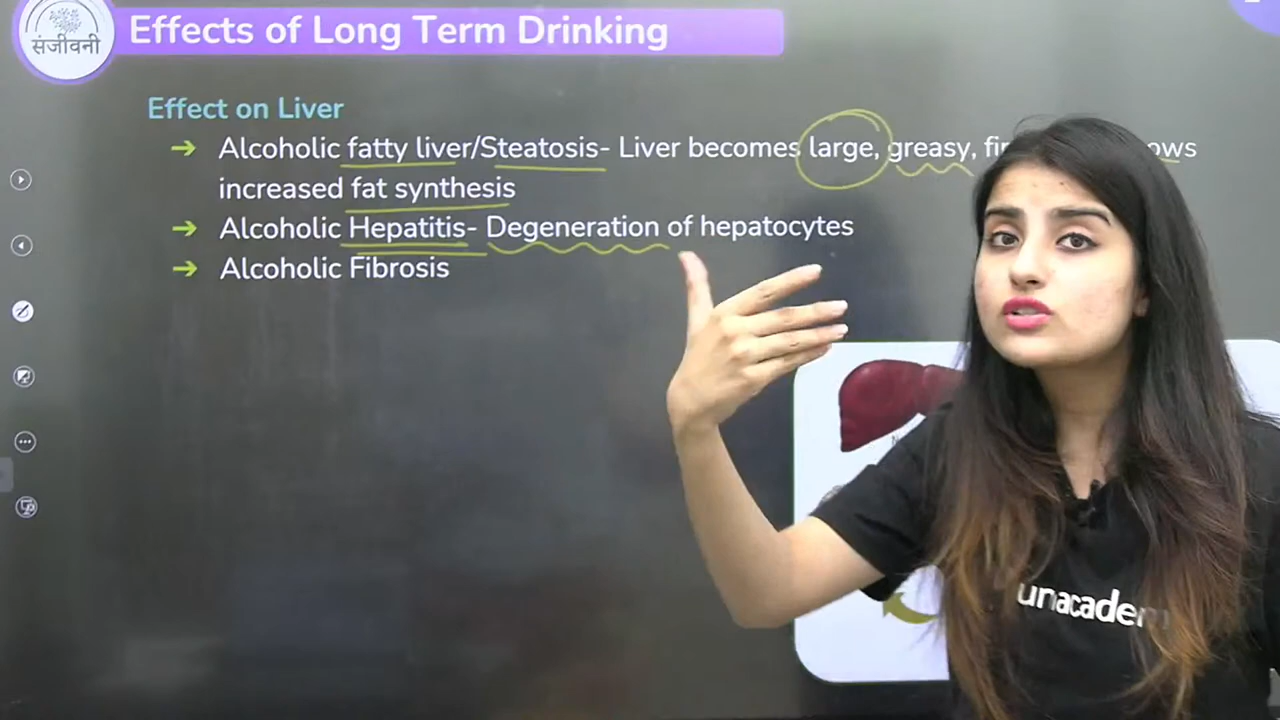 संजीवनी
Effects of Long Term Drinking
Effect on Liver
Alcoholic fatty liver/Steatosis- Liver becomes large, greasy,
increased fat synthesis
Alcoholic Hepatitis- Degeneration of hepatocytes
Alcoholic Fibrosis
unacadem